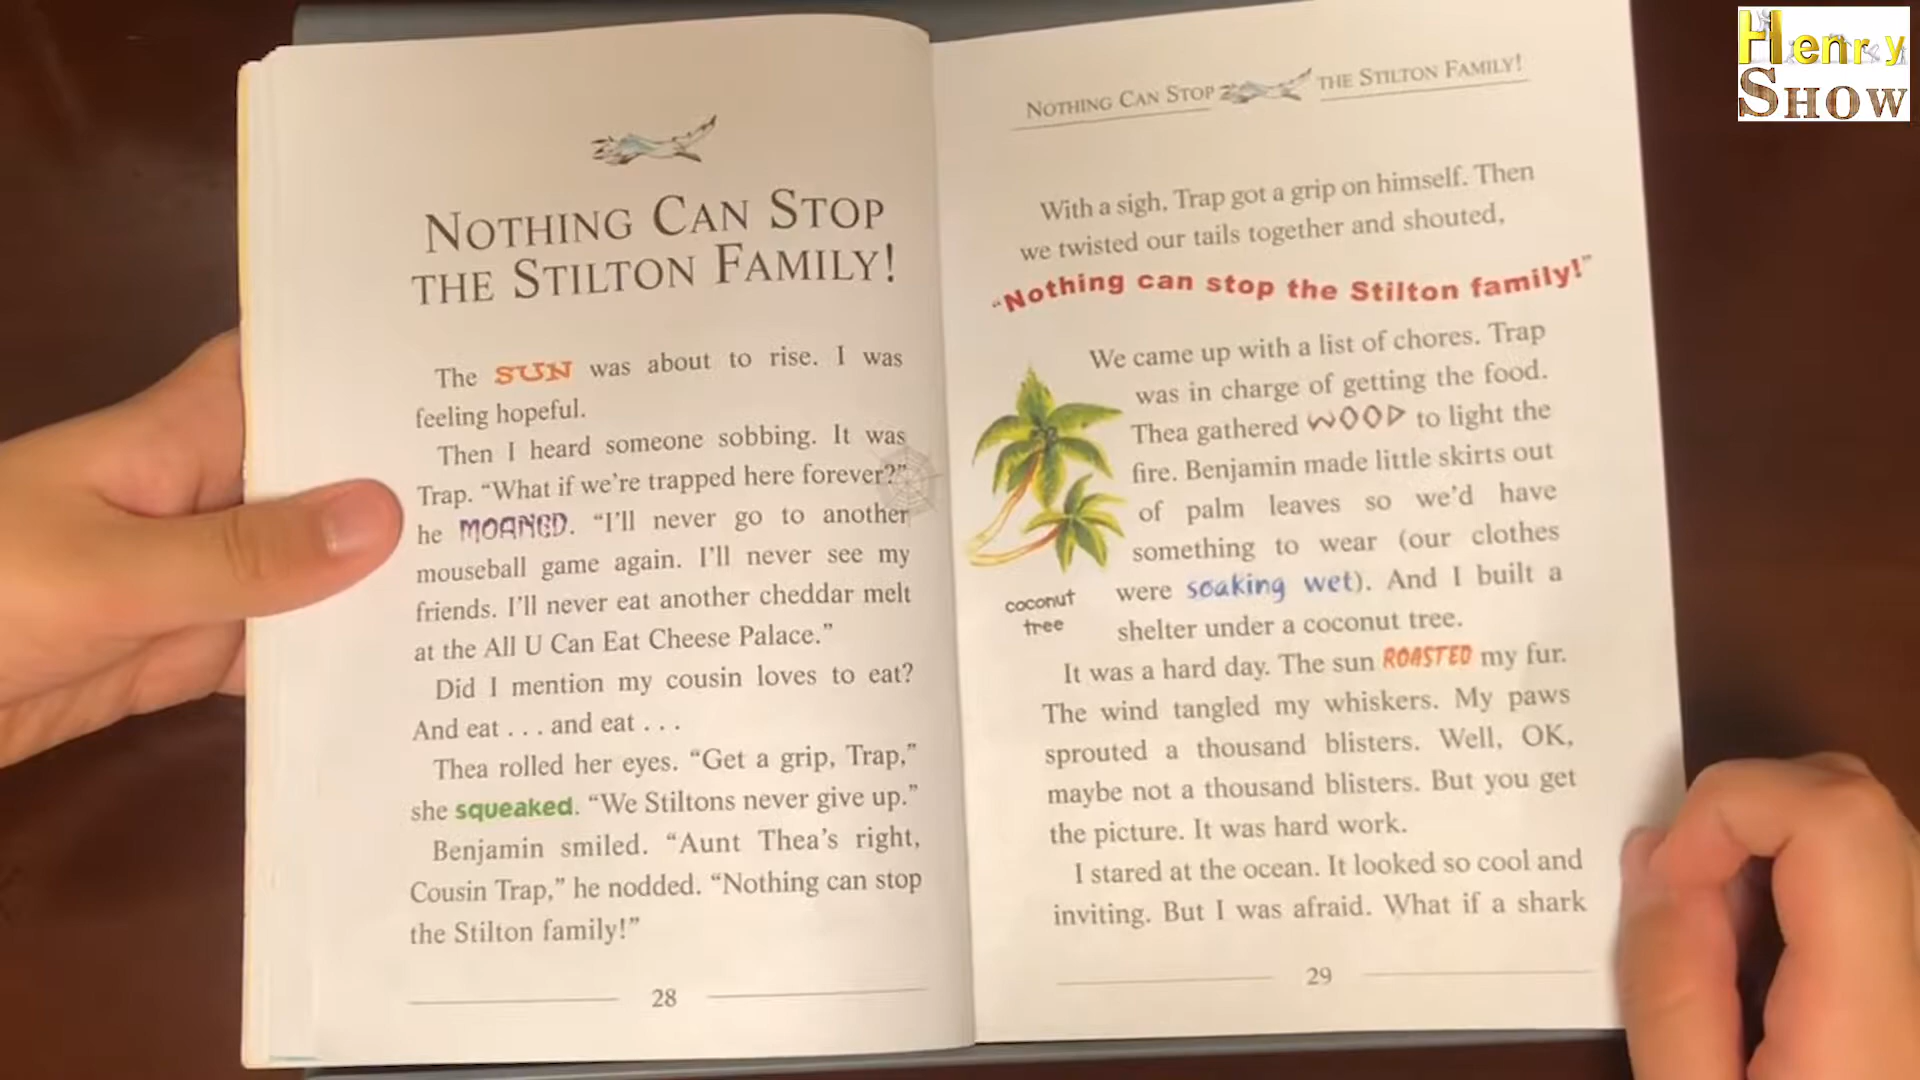 Henry
Show
Nothing Can Stop
the Stilton Family!
The SUN was about to rise. I was
feeling hopeful.
Then I heard someone sobbing. It was
Trap. “What if we’re trapped here forever?”
he MOANED. “I’ll never go to another
mouseball game again. I’ll never see my
friends. I’ll never eat another cheddar melt
at the All U Can Eat Cheese Palace.”
Did I mention my cousin loves to eat?
And eat . . . and eat . . .
Thea rolled her eyes. “Get a grip, Trap,”
she squeaked. “We Stiltons never give up.”
Benjamin smiled. “Aunt Thea’s right,
Cousin Trap,” he nodded. “Nothing can stop
the Stilton family!”
28
Nothing Can Stop the Stilton Family!
With a sigh, Trap got a grip on himself. Then
we twisted our tails together and shouted,
“Nothing can stop the Stilton family!”
We came up with a list of chores. Trap
was in charge of getting the food.
Thea gathered WOOD to light the
fire. Benjamin made little skirts out
of palm leaves so we’d have
something to wear (our clothes
were soaking wet). And I built a
shelter under a coconut tree.
coconut
tree
It was a hard day. The sun ROASTED my fur.
The wind tangled my whiskers. My paws
sprouted a thousand blisters. Well, OK,
maybe not a thousand blisters. But you get
the picture. It was hard work.
I stared at the ocean. It looked so cool and
inviting. But I was afraid. What if a shark
29